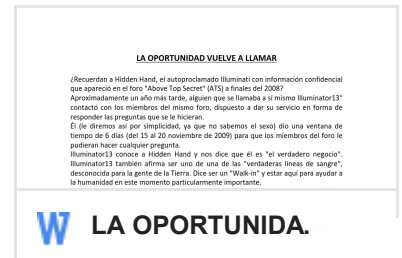 LA OPORTUNIDAD VUELVE A LLAMAR
¿Recuerdan a Hidden Hand, el autoproclamado Illuminati con información confidencial
que apareció en el foro "Above Top Secret" (ATS) a finales del 2008?
Aproximadamente un año más tarde, alguien que se llamaba a sí mismo Illuminator13"
contactó con los miembros del mismo foro, dispuesto a dar su servicio en forma de
responder las preguntas que se le hicieran.
Él (le diremos así por simplicidad, ya que no sabemos el sexo) dio una ventana de
tiempo de 6 días (del 15 al 20 noviembre de 2009) para que los miembros del foro le
pudieran hacer cualquier pregunta.
Illuminator13 conoce a Hidden Hand y nos dice que él es "el verdadero negocio".
Illuminator13 también afirma ser uno de una de las "verdaderas líneas de sangre",
desconocida para la gente de la Tierra. Dice ser un "Walk-in" y estar aquí para ayudar a
la humanidad en este momento particularmente importante.
W LA OPORTUNIDA.